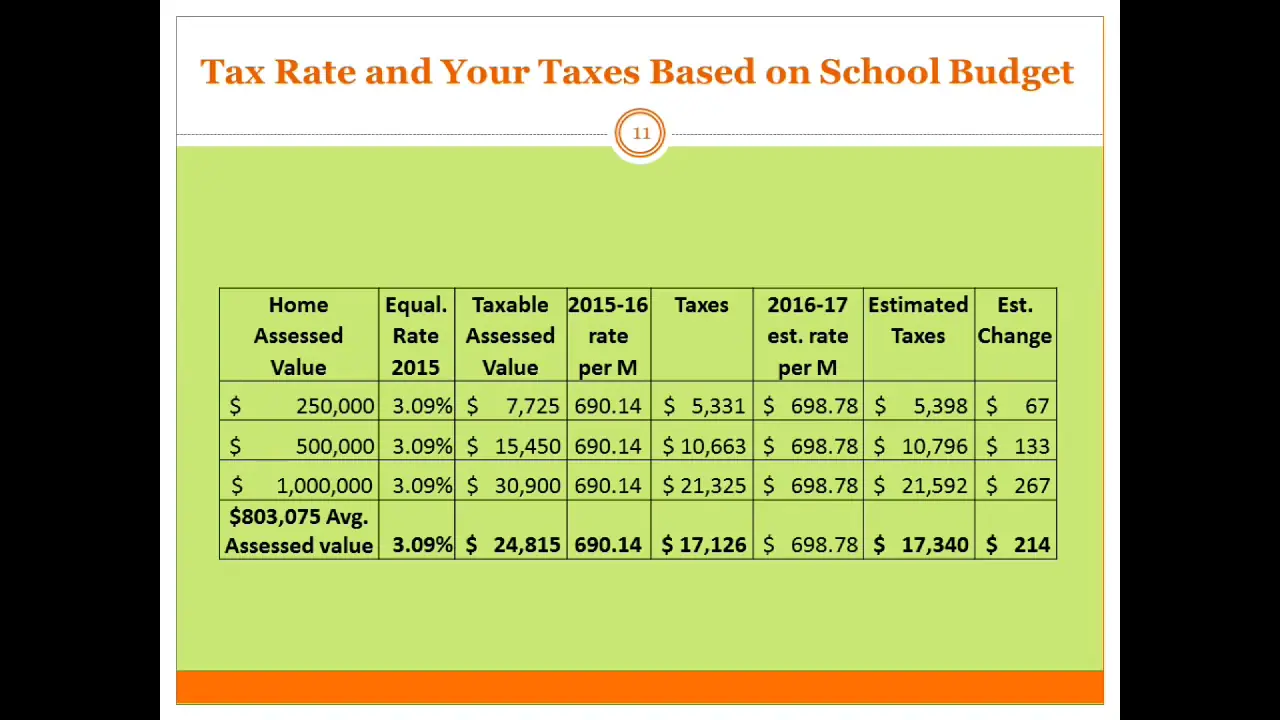 Tax Rate and Your Taxes Based on School Budget
11
Home Assessed Value Equal. Rate 2015 Taxable Assessed Value 2015-16 rate per M Taxes 2016-17 est. rate per M Estimated Taxes Est. Change
$ 250,000 3.09% $ 7,725 690.14 $ 5,331 $ 698.78 $ 5,398 $ 67
$ 500,000 3.09% $ 15,450 690.14 $ 10,663 $ 698.78 $ 10,796 $ 133
$ 1,000,000 3.09% $ 30,900 690.14 $ 21,325 $ 698.78 $ 21,592 $ 267
$803,075 Avg.
Assessed value 3.09% $ 24,815 690.14 $ 17,126 $ 698.78 $ 17,340 $ 214